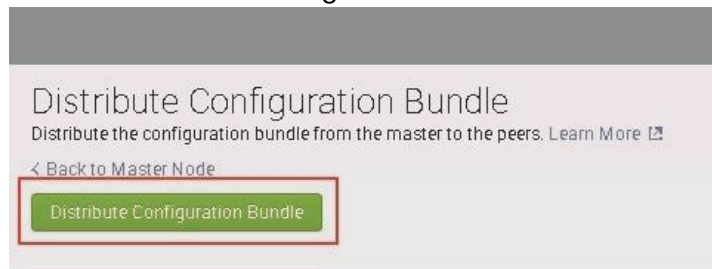 Distribute Configuration Bundle
Distribute the configuration bundle from the master to the peers. Learn More
< Back to Master Node
Distribute Configuration Bundle